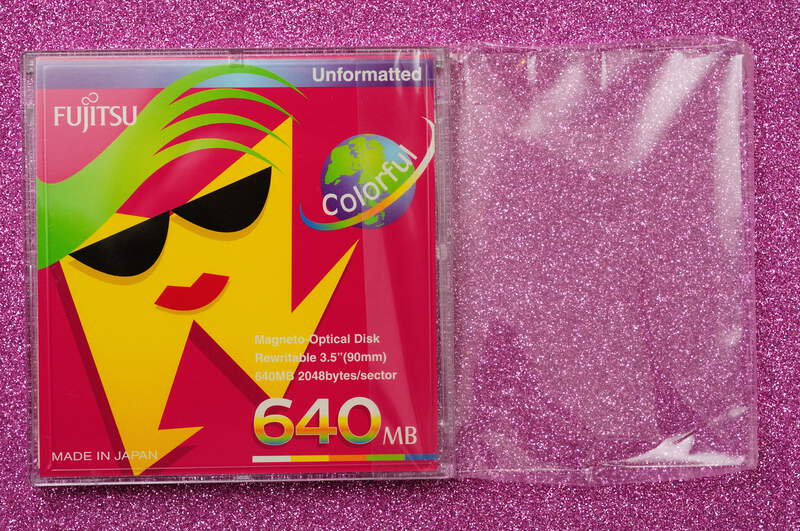 Unformatted
FUJITSU
Colorful
Magneto-Optical Disk
Rewritable 3.5"(90mm)
640MB 2048bytes/sector
640MB
MADE IN JAPAN